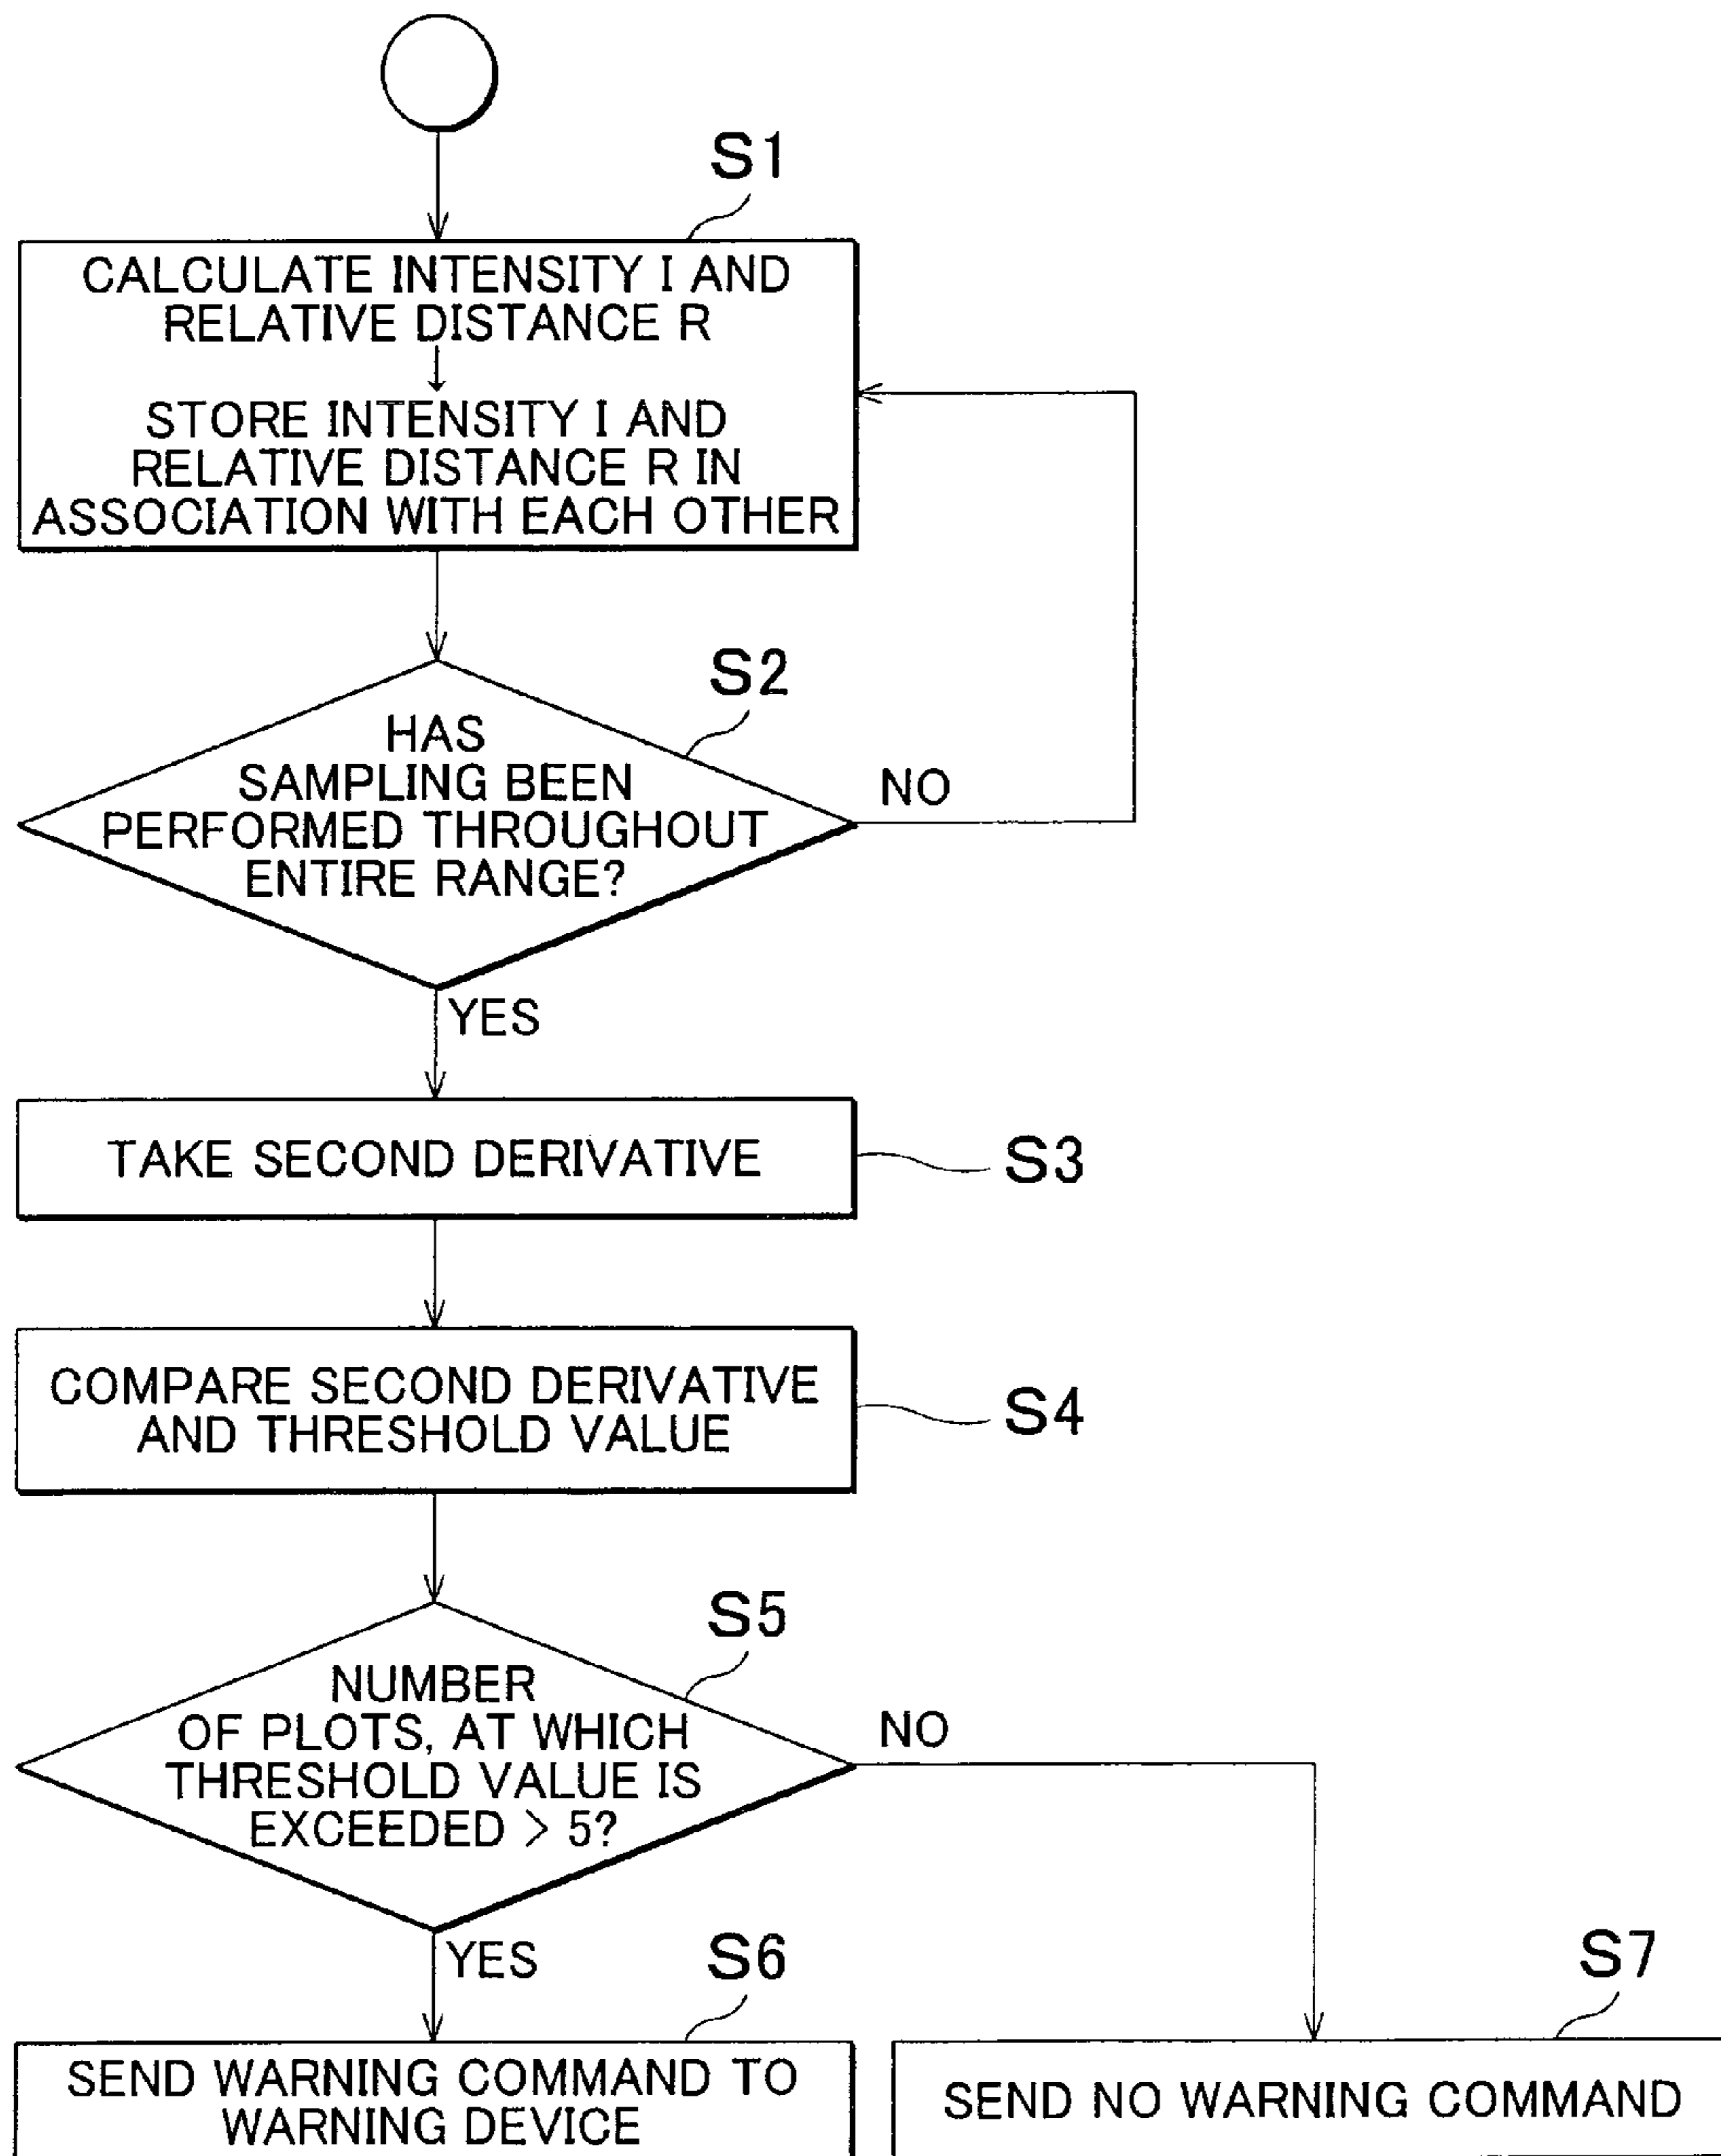 S1
CALCULATE INTENSITY I AND
RELATIVE DISTANCE R
STORE INTENSITY I AND
RELATIVE DISTANCE R IN
ASSOCIATION WITH EACH OTHER
S2
HAS
SAMPLING BEEN
PERFORMED THROUGHOUT
ENTIRE RANGE?
NO
YES
TAKE SECOND DERIVATIVE
S3
COMPARE SECOND DERIVATIVE
AND THRESHOLD VALUE
S4
S5
NUMBER
OF PLOTS, AT WHICH
THRESHOLD VALUE IS
EXCEEDED > 5?
NO
YES
S6
SEND WARNING COMMAND TO
WARNING DEVICE
S7
SEND NO WARNING COMMAND